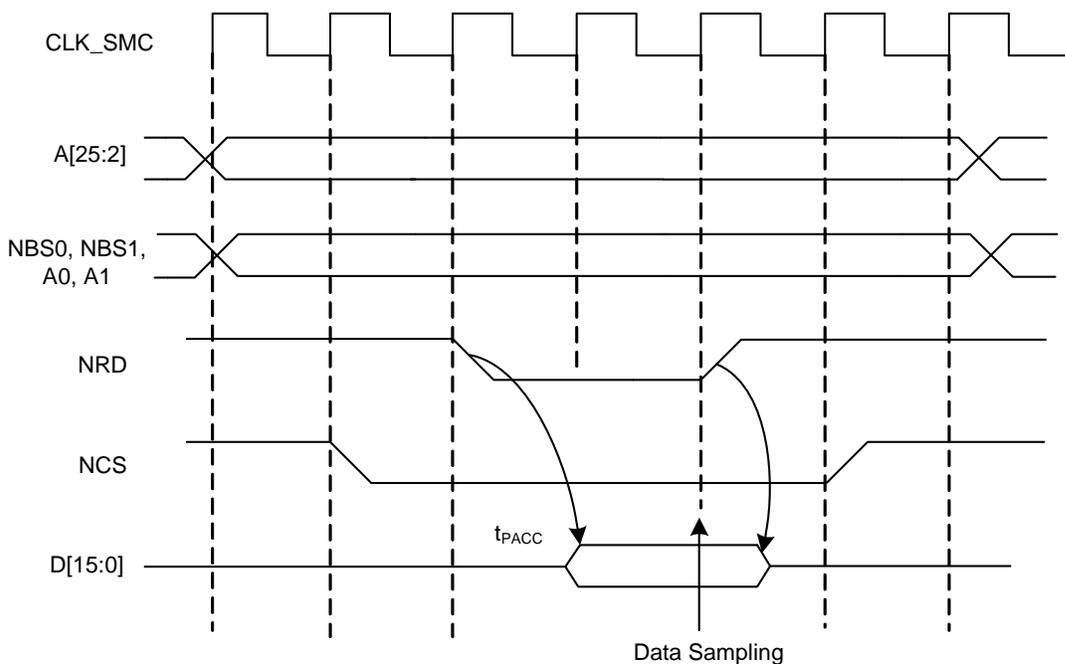 CLK_SMC
A[25:2]
NBS0, NBS1,
A0, A1
NRD
NCS
tPACC
D[15:0]
Data Sampling